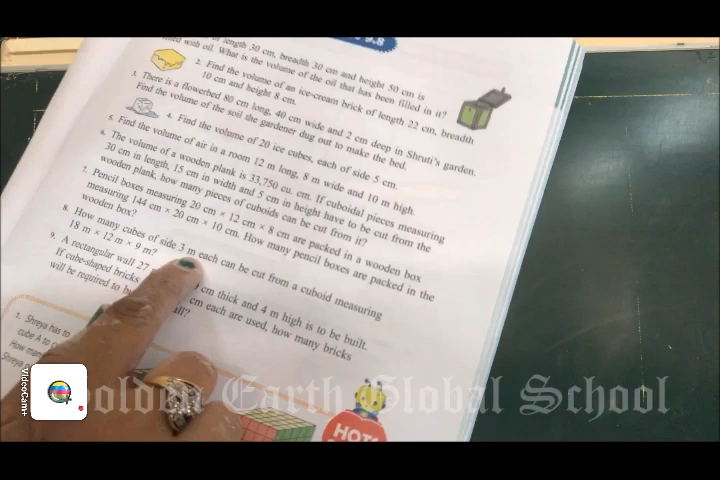 of length 30 cm, breadth 30 cm and height 50 cm is
filled with oil. What is the volume of the oil that has been filled in it?
2. Find the volume of an ice-cream brick of length 22 cm, breadth
10 cm and height 8 cm.
3. There is a flowerbed 80 cm long, 40 cm wide and 2 cm deep in Shruti's garden.
Find the volume of the soil the gardener dug out to make the bed.
4. Find the volume of 20 ice cubes, each of side 5 cm.
5. Find the volume of air in a room 12 m long, 8 m wide and 10 m high.
6. The volume of a wooden plank is 33,750 cu. cm. If cuboidal pieces measuring
30 cm in length, 15 cm in width and 5 cm in height have to be cut from the
wooden plank, how many pieces of cuboids can be cut from it?
7. Pencil boxes measuring 20 cm × 12 cm × 8 cm are packed in a wooden box
measuring 144 cm × 20 cm × 10 cm. How many pencil boxes are packed in the
wooden box?
8. How many cubes of side 3 m each can be cut from a cuboid measuring
18 m × 12 m × 9 m?
9. A rectangular wall 27 cm thick and 4 m high is to be built.
If cube-shaped bricks cm each are used, how many bricks
will be required to
1. Shreya has to
cube A to
How many
Shreya
HOTS
Golden Earth Global School
VideoCam+